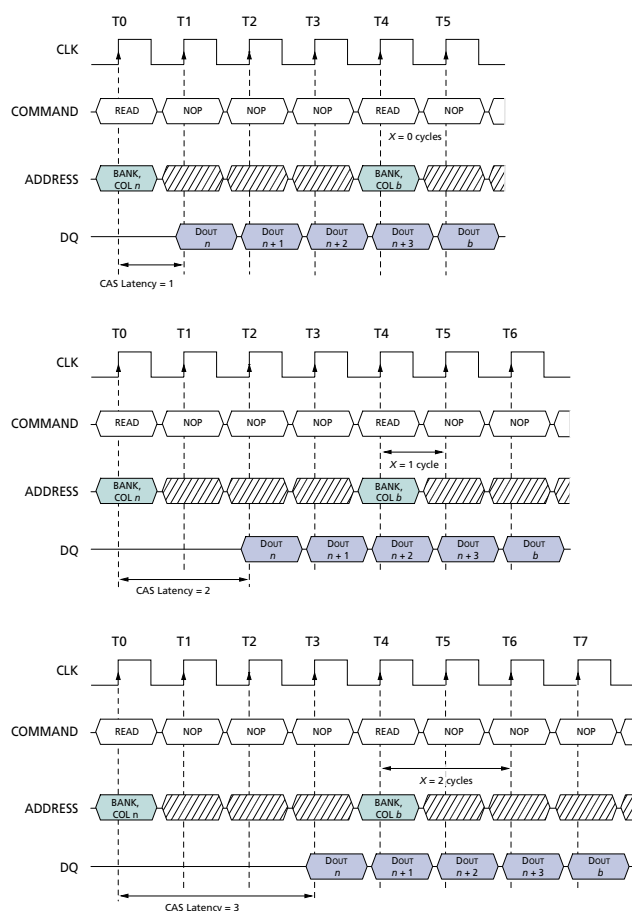 T0 T1 T2 T3 T4 T5
CLK
COMMAND READ NOP NOP NOP READ NOP
X = 0 cycles
ADDRESS BANK, COL n BANK, COL b
DQ DOUT n DOUT n + 1 DOUT n + 2 DOUT n + 3 DOUT b
CAS Latency = 1
T0 T1 T2 T3 T4 T5 T6
CLK
COMMAND READ NOP NOP NOP READ NOP NOP
X = 1 cycle
ADDRESS BANK, COL n BANK, COL b
DQ DOUT n DOUT n + 1 DOUT n + 2 DOUT n + 3 DOUT b
CAS Latency = 2
T0 T1 T2 T3 T4 T5 T6 T7
CLK
COMMAND READ NOP NOP NOP READ NOP NOP NOP
X = 2 cycles
ADDRESS BANK, COL n BANK, COL b
DQ DOUT n DOUT n + 1 DOUT n + 2 DOUT n + 3 DOUT b
CAS Latency = 3